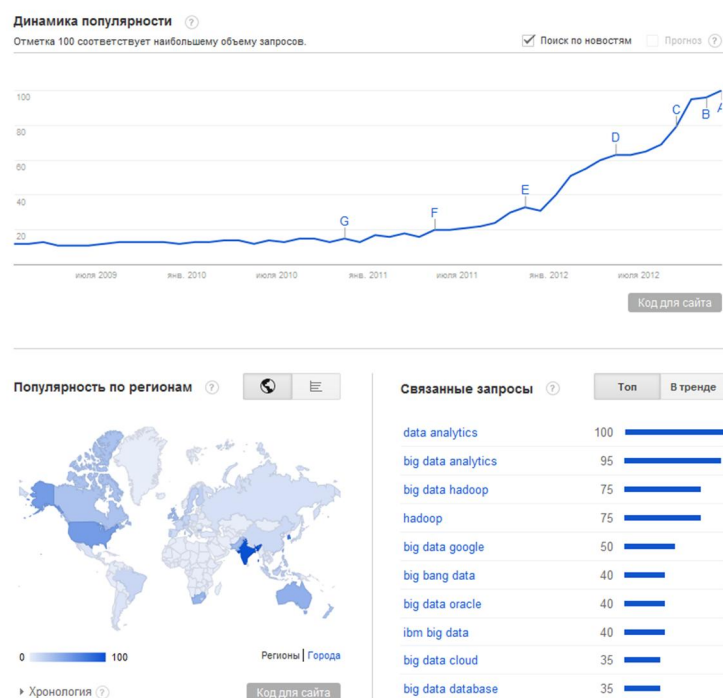 Динамика популярности ?
Отметка 100 соответствует наибольшему объему запросов.
Поиск по новостям Прогноз ?
100
80
60
40
20
G F E D C B A
июля 2009 янв. 2010 июля 2010 янв. 2011 июля 2011 янв. 2012 июля 2012
Код для сайта
Популярность по регионам ?
0 100
Регионы | Города
Хронология ?
Код для сайта
Связанные запросы ?
Топ В тренде
data analytics 100
big data analytics 95
big data hadoop 75
hadoop 75
big data google 50
big bang data 40
big data oracle 40
ibm big data 40
big data cloud 35
big data database 35